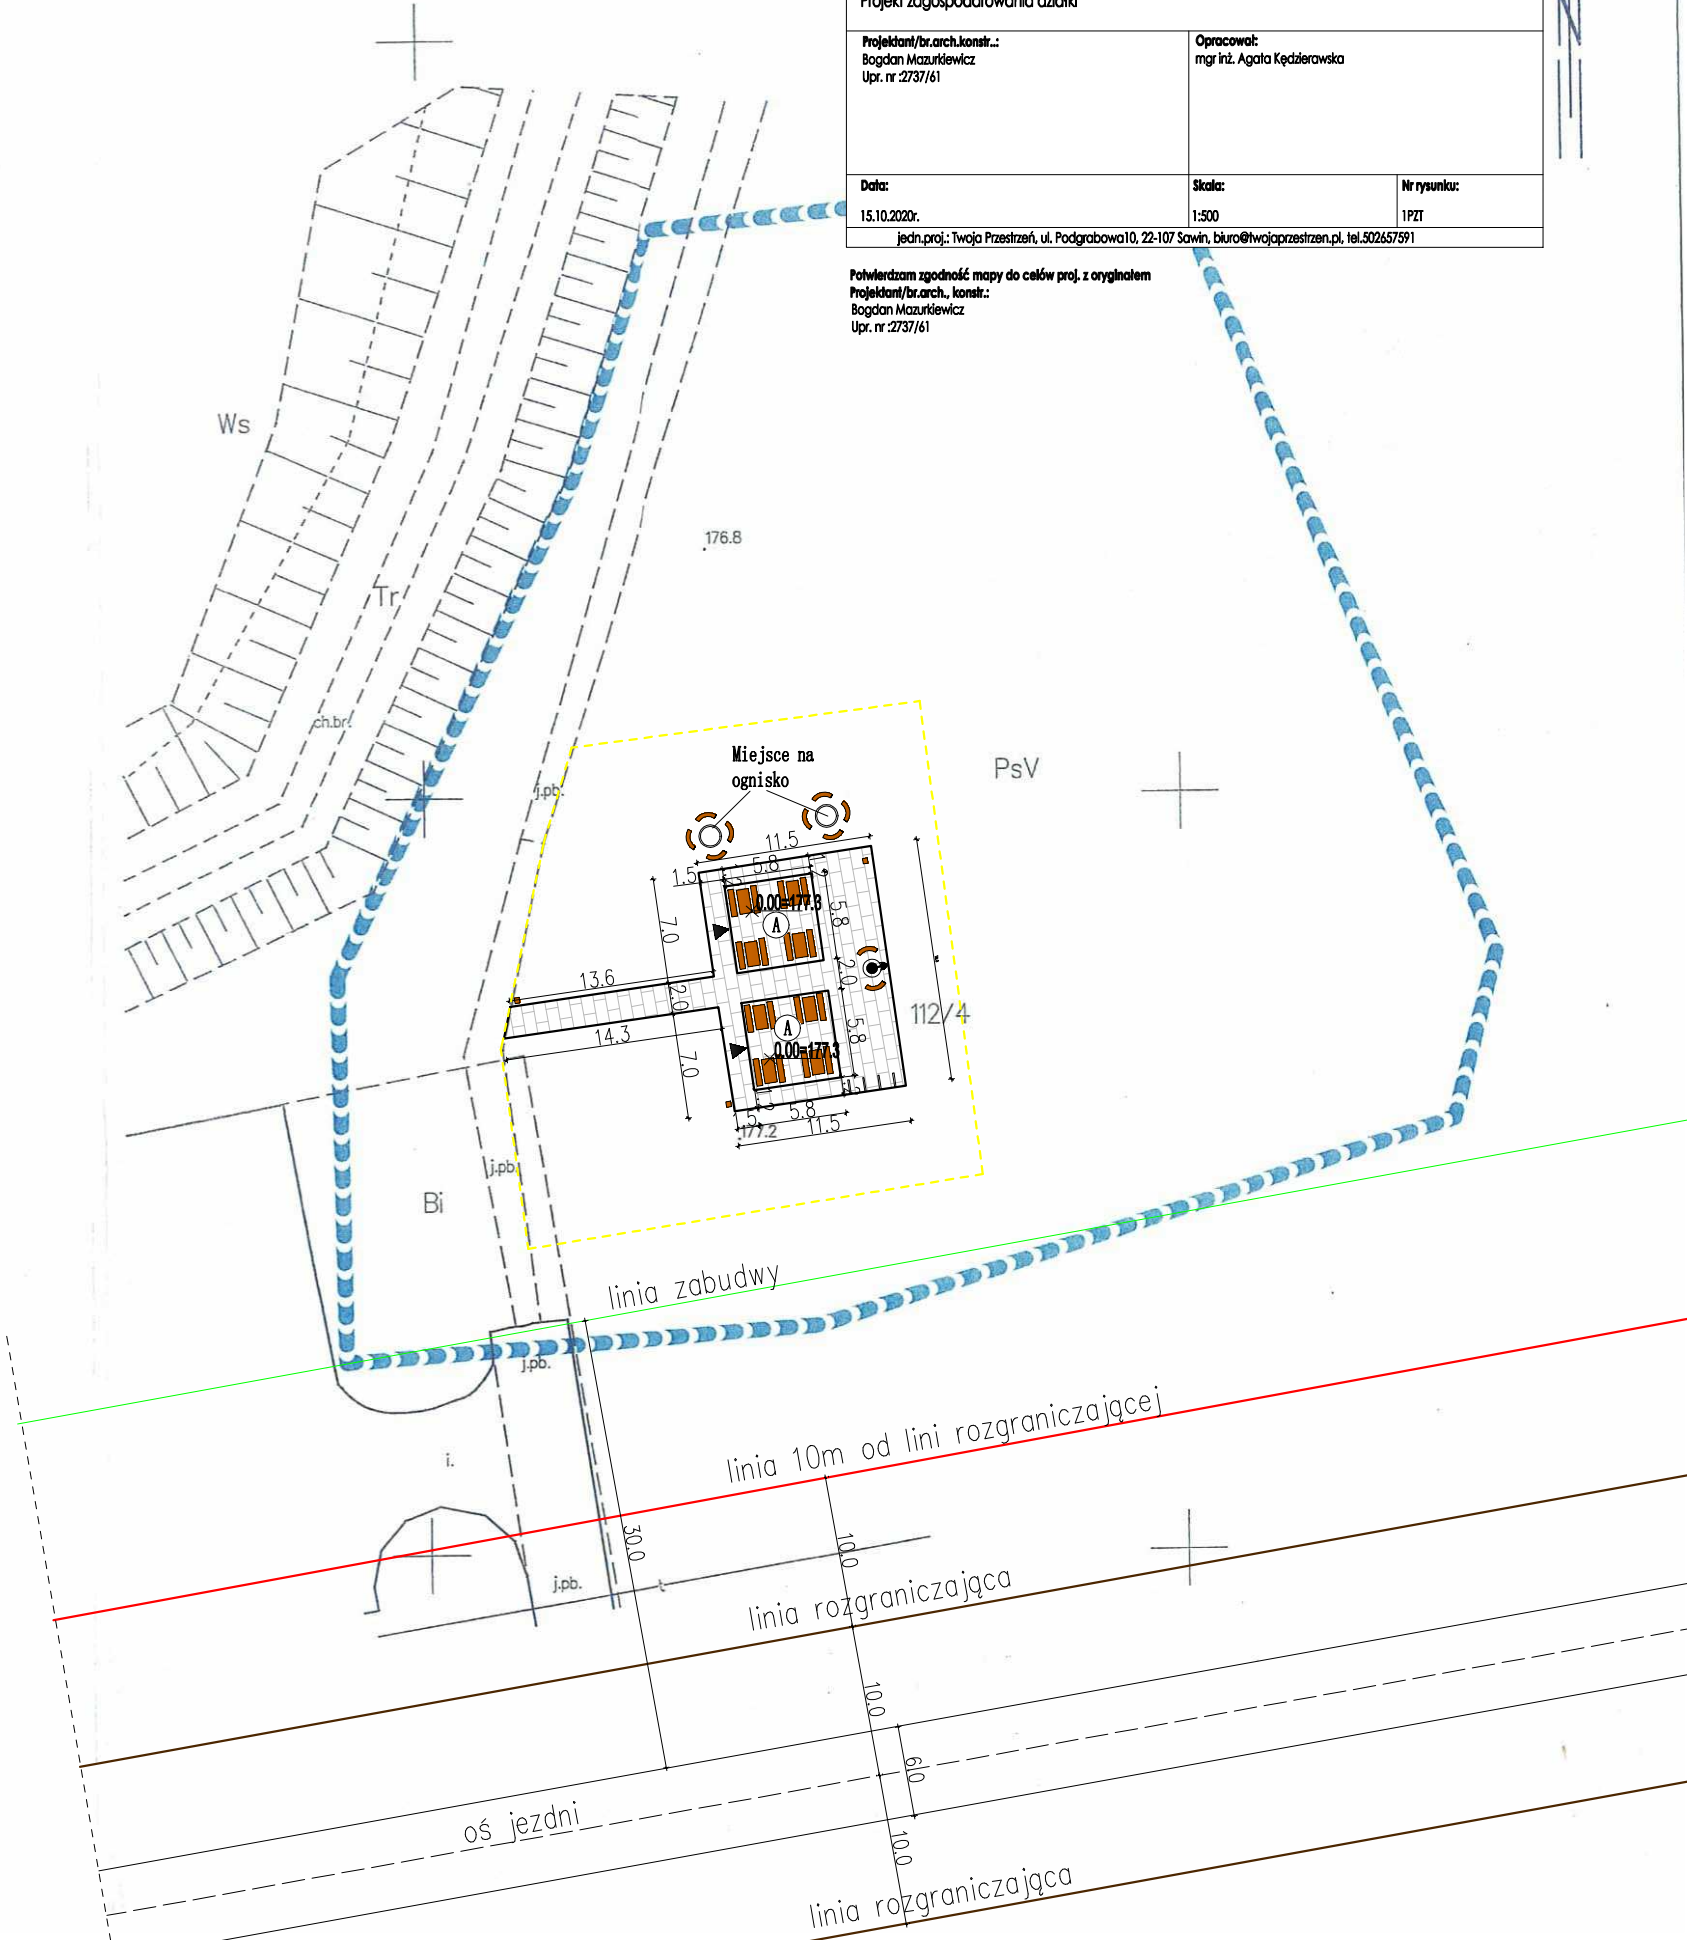 Projekt zagospodarowania działki
Projektant/br.arch.konstr..:
Bogdan Mazurkiewicz
Upr. nr :2737/61
Opracował:
mgr inż. Agata Kędzierawska
Data:
15.10.2020r.
Skala:
1:500
Nr rysunku:
1PZT
jedn.proj.: Twoja Przestrzeń, ul. Podgrabowa10, 22-107 Sawin, biuro@twojaprzestrzen.pl, tel.502657591
Potwierdzam zgodność mapy do celów proj. z oryginałem
Projektant/br.arch., konstr.:
Bogdan Mazurkiewicz
Upr. nr :2737/61
N
Ws
176.8
Tr
ch.br.
Miejsce na
ognisko
PsV
j.pb.
11.5
5.8
1.5
0.00=177.3
A
5.8
7.0
13.6
2.0
2.0
112/4
A
14.3
0.00=177.3
5.8
7.0
1.5
5.8
11.5
177.2
j.pb.
Bi
linia zabudwy
j.pb.
linia 10m od lini rozgraniczającej
i.
30.0
10.0
j.pb.
t
linia rozgraniczająca
10.0
6.0
oś jezdni
10.0
linia rozgraniczająca